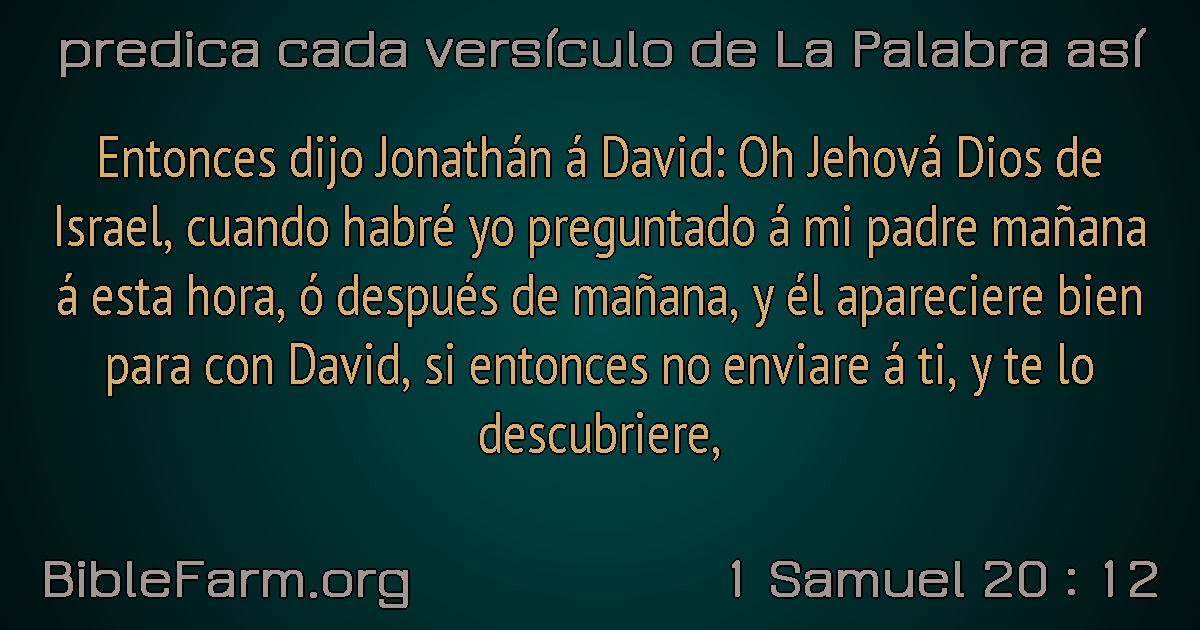 predica cada versículo de La Palabra así
Entonces dijo Jonathán á David: Oh Jehová Dios de
Israel, cuando habré yo preguntado á mi padre mañana
á esta hora, ó después de mañana, y él apareciere bien
para con David, si entonces no enviare á ti, y te lo
descubriere,
BibleFarm.org
1 Samuel 20 : 12